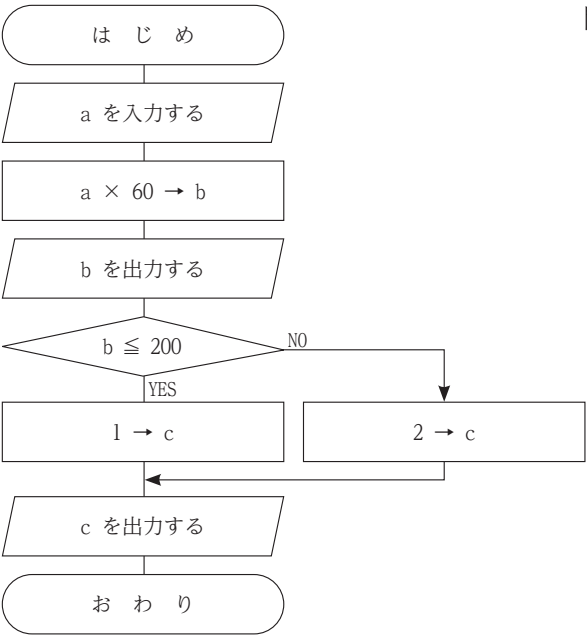 は じ め
a を入力する
a × 60 → b
b を出力する
b ≦ 200
NO
YES
1 → c
2 → c
c を出力する
お わ り